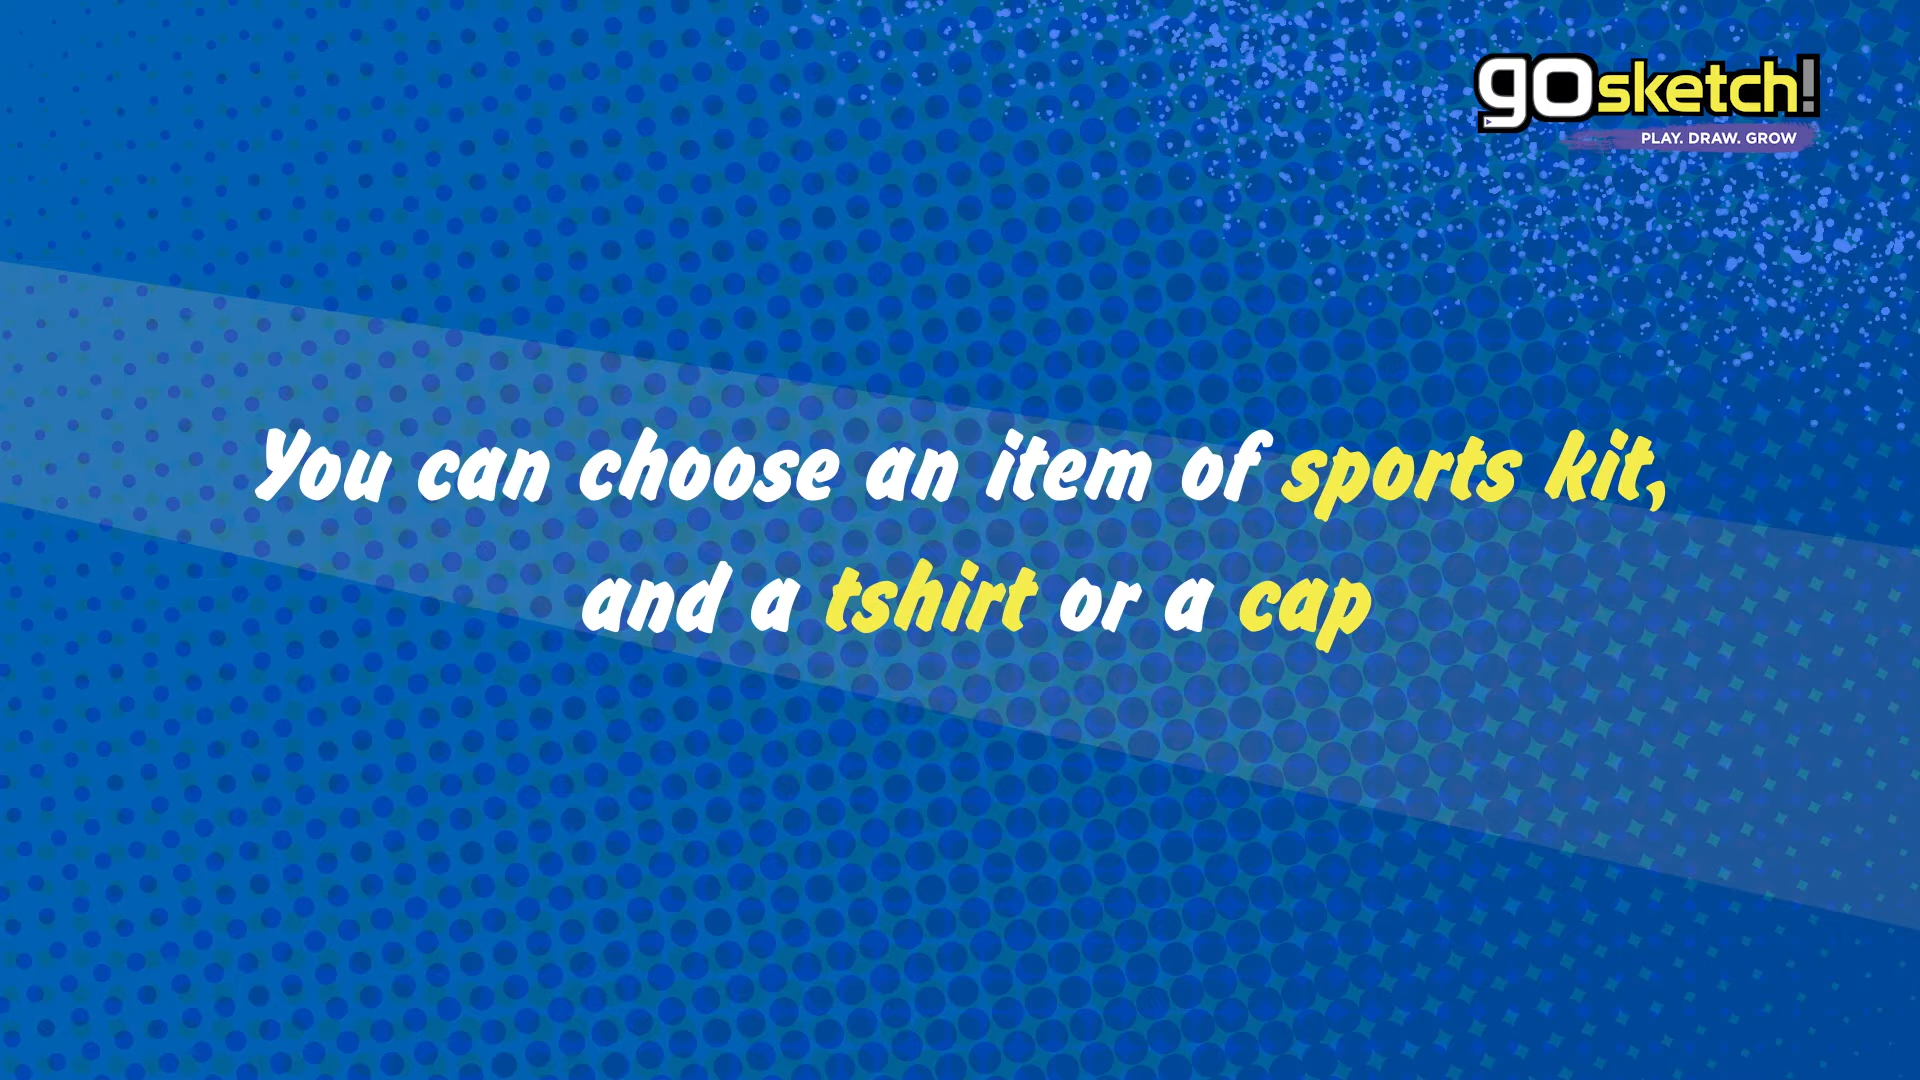 gosketch!
PLAY. DRAW. GROW
You can choose an item of sports kit,
and a tshirt or a cap